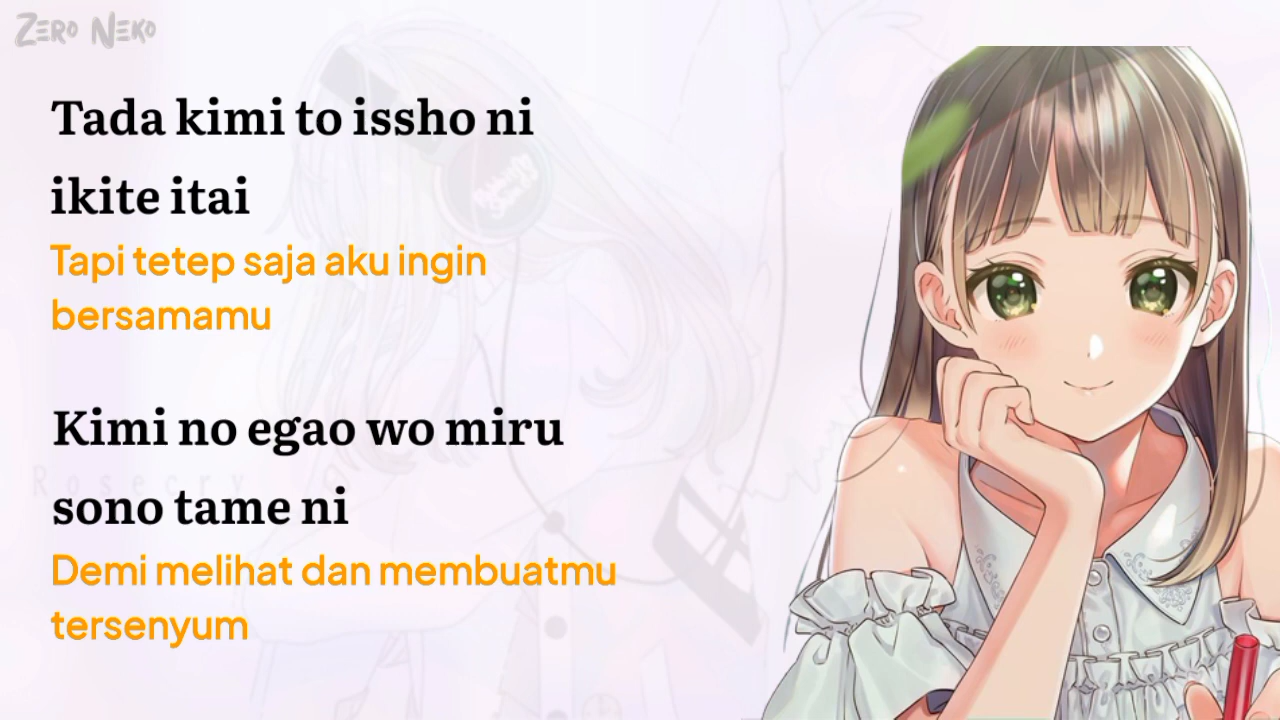 Zero Neko
Tada kimi to issho ni
ikite itai
Tapi tetep saja aku ingin
bersamamu
Kimi no egao wo miru
Rosecry
sono tame ni
Demi melihat dan membuatmu
tersenyum